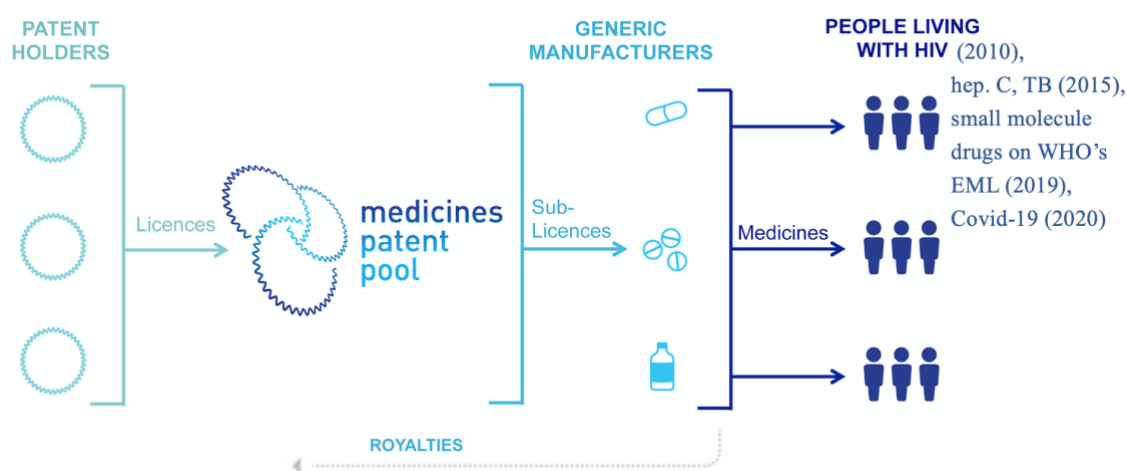 PATENT
HOLDERS
GENERIC
MANUFACTURERS
PEOPLE LIVING
WITH HIV (2010),
hep. C, TB (2015),
small molecule
drugs on WHO's
EML (2019),
Covid-19 (2020)
Licences
medicines
patent
pool
Sub-
Licences
Medicines
ROYALTIES